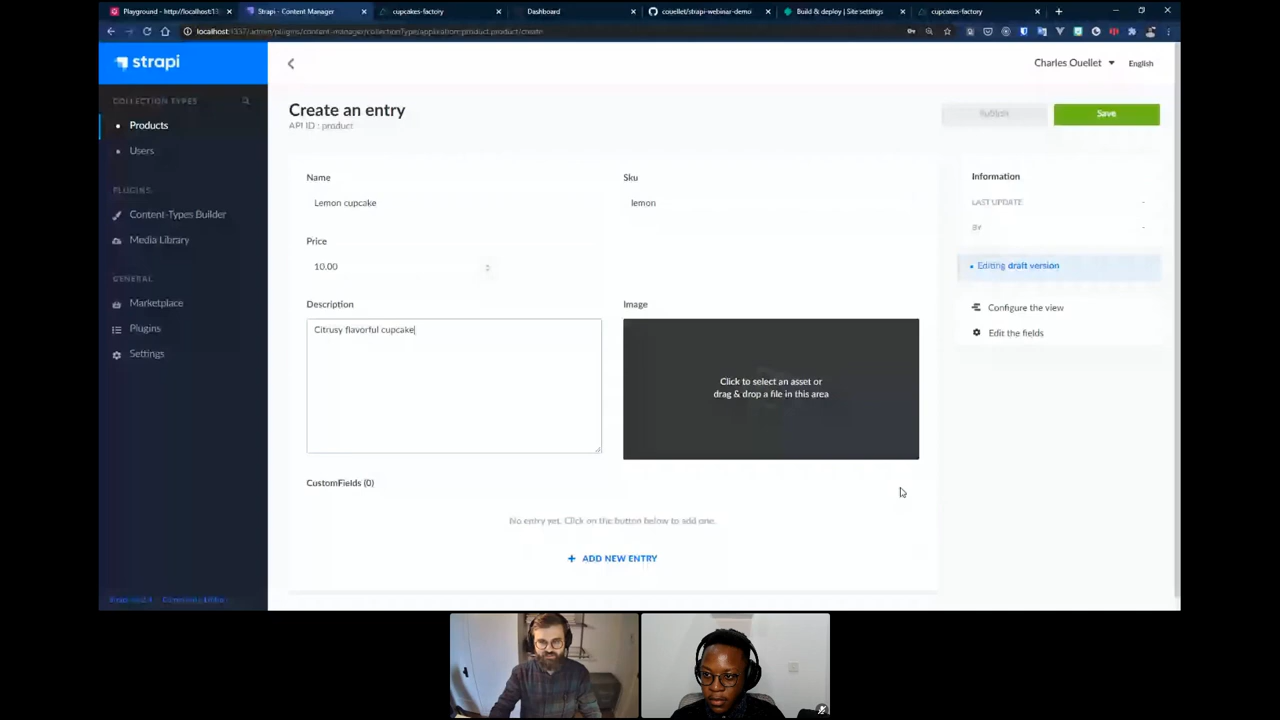 Playground - http://localhost:13
Strapi - Content Manager
cupcakes-factory
Dashboard
couellet/strapi-webinar-demo
Build & deploy | Site settings
cupcakes-factory
localhost:1337/admin/plugins/content-manager/collectionType/application::product.product/create
strapi
Charles Ouellet
English
COLLECTION TYPES
Products
Users
PLUGINS
Content-Types Builder
Media Library
GENERAL
Marketplace
Plugins
Settings
Create an entry
API ID : product
Publish
Save
Name
Lemon cupcake
Sku
lemon
Price
10.00
Description
Citrusy flavorful cupcake
Image
Click to select an asset or
drag & drop a file in this area
CustomFields (0)
No entry yet. Click on the button below to add one.
+ ADD NEW ENTRY
Information
LAST UPDATE -
BY -
Editing draft version
Configure the view
Edit the fields